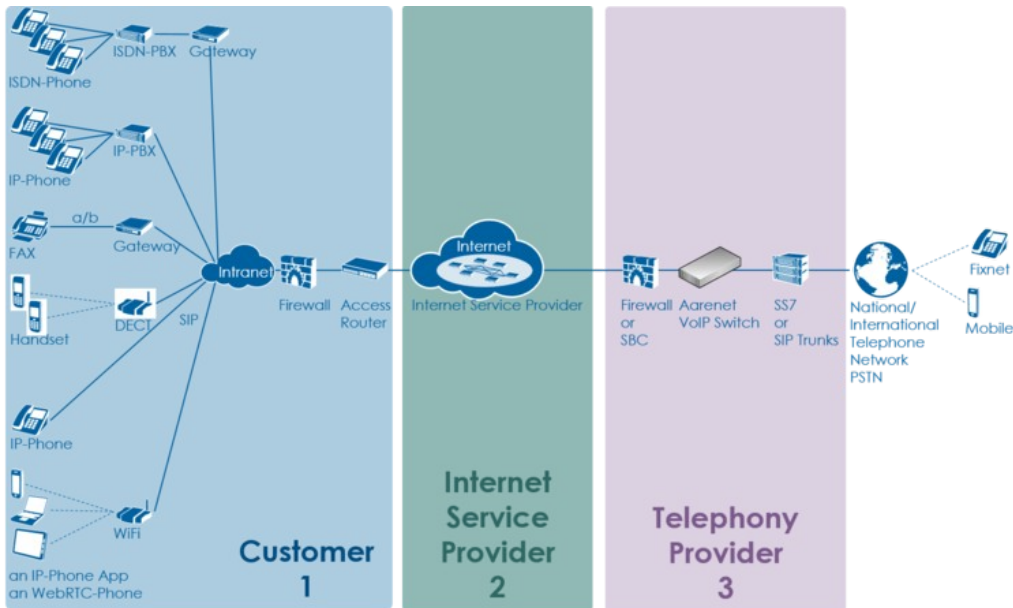 ISDN-PBX
Gateway
ISDN-Phone
IP-PBX
IP-Phone
a/b
FAX
Gateway
Intranet
SIP
DECT
Handset
Firewall
Access
Router
IP-Phone
WiFi
an IP-Phone App
an WebRTC-Phone
Customer
1
Internet
Internet Service Provider
Internet
Service
Provider
2
Firewall
or
SBC
Aarenet
VoIP Switch
SS7
or
SIP Trunks
Telephony
Provider
3
National/
International
Telephone
Network
PSTN
Fixnet
Mobile